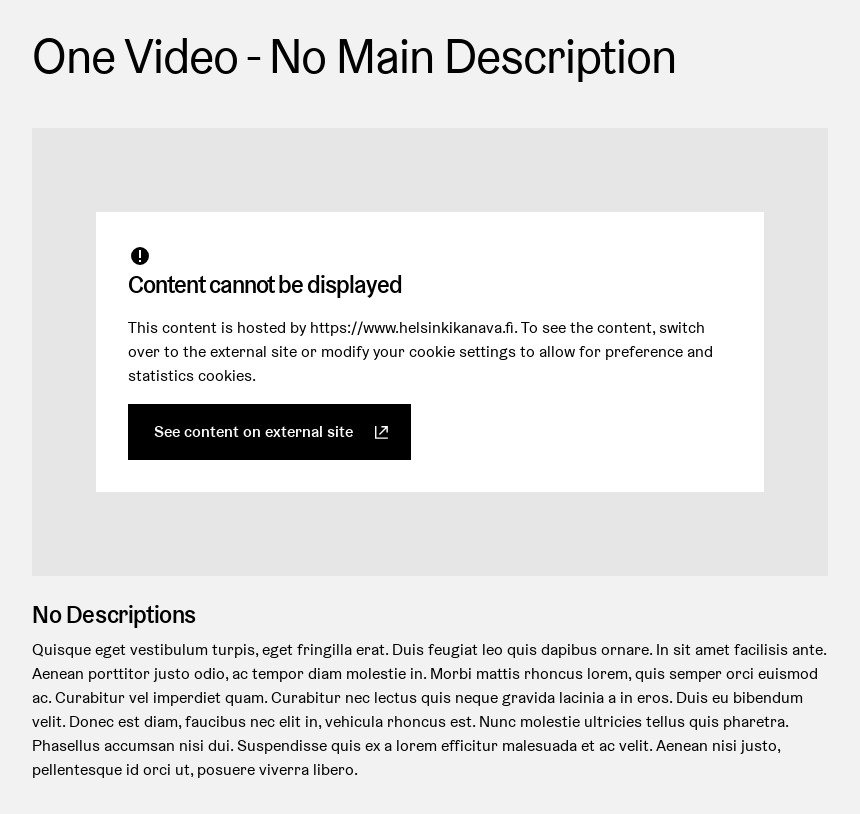 One Video - No Main Description
Content cannot be displayed
This content is hosted by https://www.helsinkikanava.fi. To see the content, switch
over to the external site or modify your cookie settings to allow for preference and
statistics cookies.
See content on external site
No Descriptions
Quisque eget vestibulum turpis, eget fringilla erat. Duis feugiat leo quis dapibus ornare. In sit amet facilisis ante.
Aenean porttitor justo odio, ac tempor diam molestie in. Morbi mattis rhoncus lorem, quis semper orci euismod
ac. Curabitur vel imperdiet quam. Curabitur nec lectus quis neque gravida lacinia a in eros. Duis eu bibendum
velit. Donec est diam, faucibus nec elit in, vehicula rhoncus est. Nunc molestie ultricies tellus quis pharetra.
Phasellus accumsan nisi dui. Suspendisse quis ex a lorem efficitur malesuada et ac velit. Aenean nisi justo,
pellentesque id orci ut, posuere viverra libero.